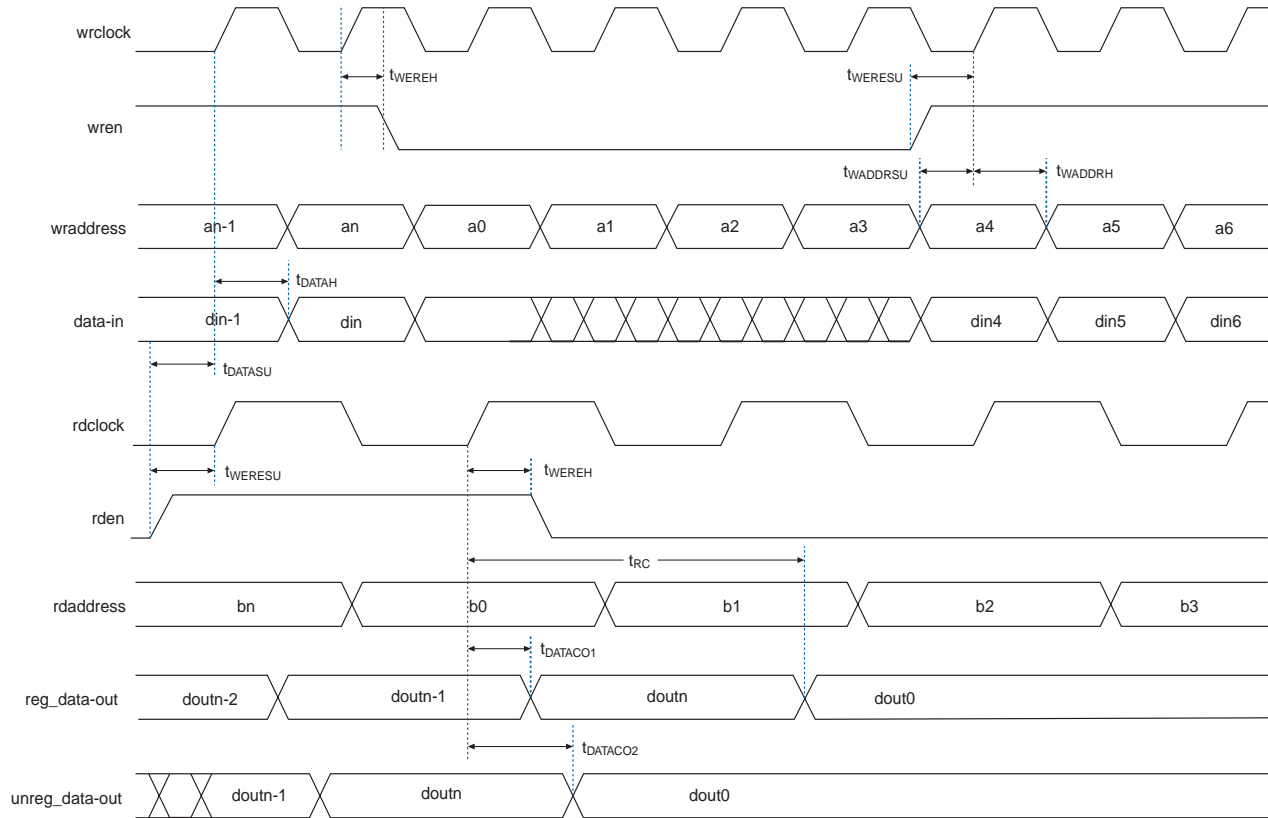 wrclock
tWEREH
tWERESU
wren
tWADDRSU
tWADDRH
wraddress an-1 an a0 a1 a2 a3 a4 a5 a6
tDATAH
data-in din-1 din din4 din5 din6
tDATASU
rdclock
tWERESU
tWEREH
rden
tRC
rdaddress bn b0 b1 b2 b3
tDATACO1
reg_data-out doutn-2 doutn-1 doutn dout0
tDATACO2
unreg_data-out doutn-1 doutn dout0